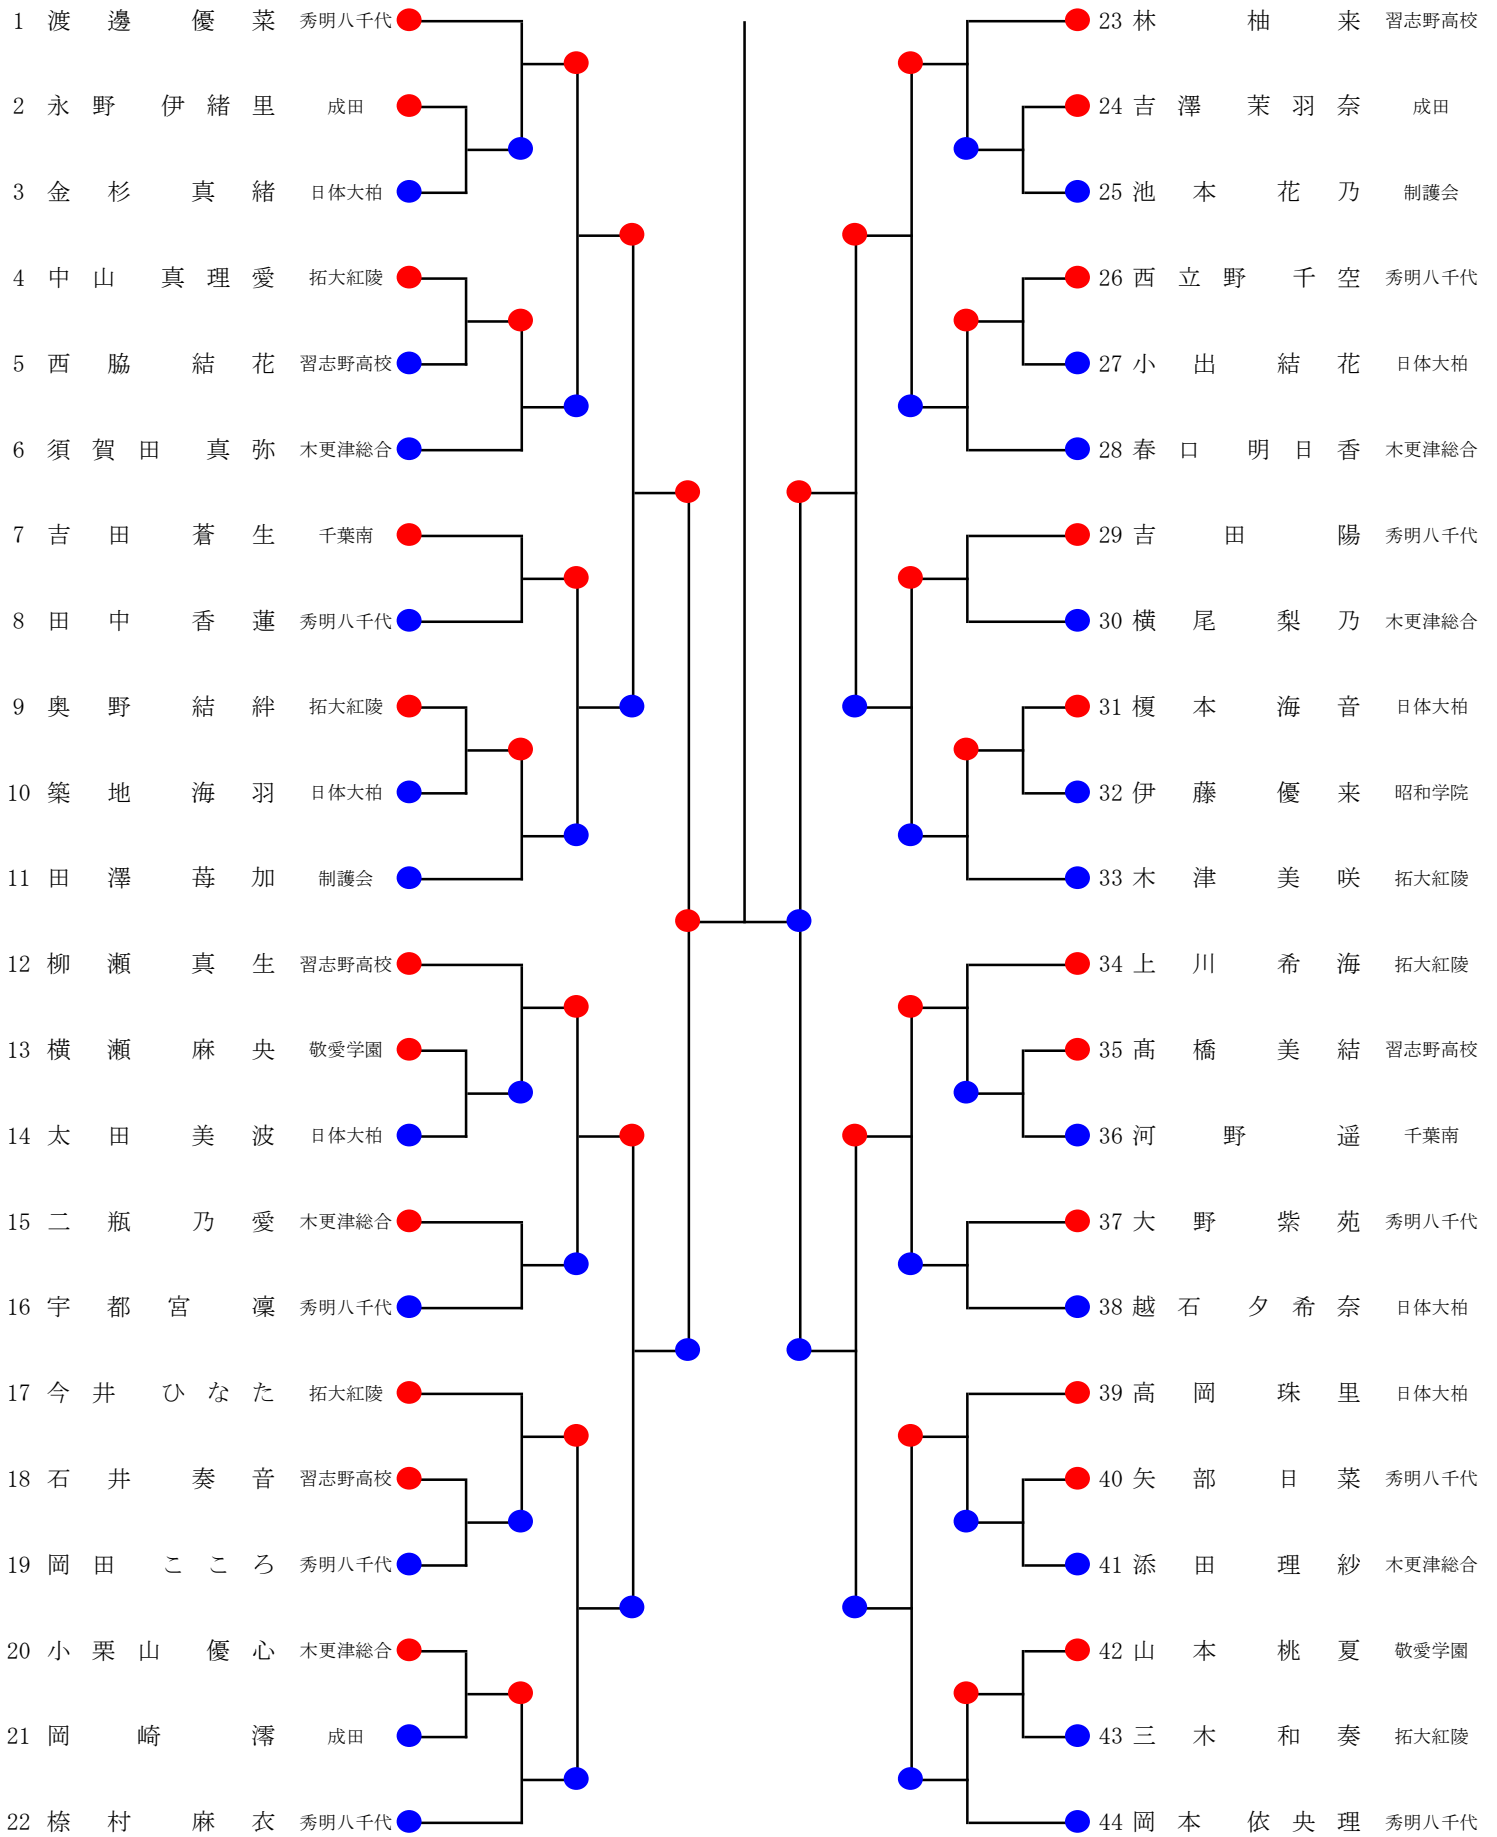 1 渡邊 優菜 秀明八千代
2 永野 伊緒里 成田
3 金杉 真緒 日体大柏
4 中山 真理愛 拓大紅陵
5 西脇 結花 習志野高校
6 須賀田 真弥 木更津総合
7 吉田 蒼生 千葉南
8 田中 香蓮 秀明八千代
9 奥野 結絆 拓大紅陵
10 築地 海羽 日体大柏
11 田澤 苺加 制護会
12 柳瀬 真生 習志野高校
13 横瀬 麻央 敬愛学園
14 太田 美波 日体大柏
15 二瓶 乃愛 木更津総合
16 宇都宮 凜 秀明八千代
17 今井 ひなた 拓大紅陵
18 石井 奏音 習志野高校
19 岡田 こころ 秀明八千代
20 小栗山 優心 木更津総合
21 岡崎 澪 成田
22 榛村 麻衣 秀明八千代
23 林 柚来 習志野高校
24 吉澤 茉羽奈 成田
25 池本 花乃 制護会
26 西立野 千空 秀明八千代
27 小出 結花 日体大柏
28 春口 明日香 木更津総合
29 吉田 陽 秀明八千代
30 横尾 梨乃 木更津総合
31 榎本 海音 日体大柏
32 伊藤 優来 昭和学院
33 木津 美咲 拓大紅陵
34 上川 希海 拓大紅陵
35 髙橋 美結 習志野高校
36 河野 遥 千葉南
37 大野 紫苑 秀明八千代
38 越石 夕希奈 日体大柏
39 高岡 珠里 日体大柏
40 矢部 日菜 秀明八千代
41 添田 理紗 木更津総合
42 山本 桃夏 敬愛学園
43 三木 和奏 拓大紅陵
44 岡本 依央理 秀明八千代